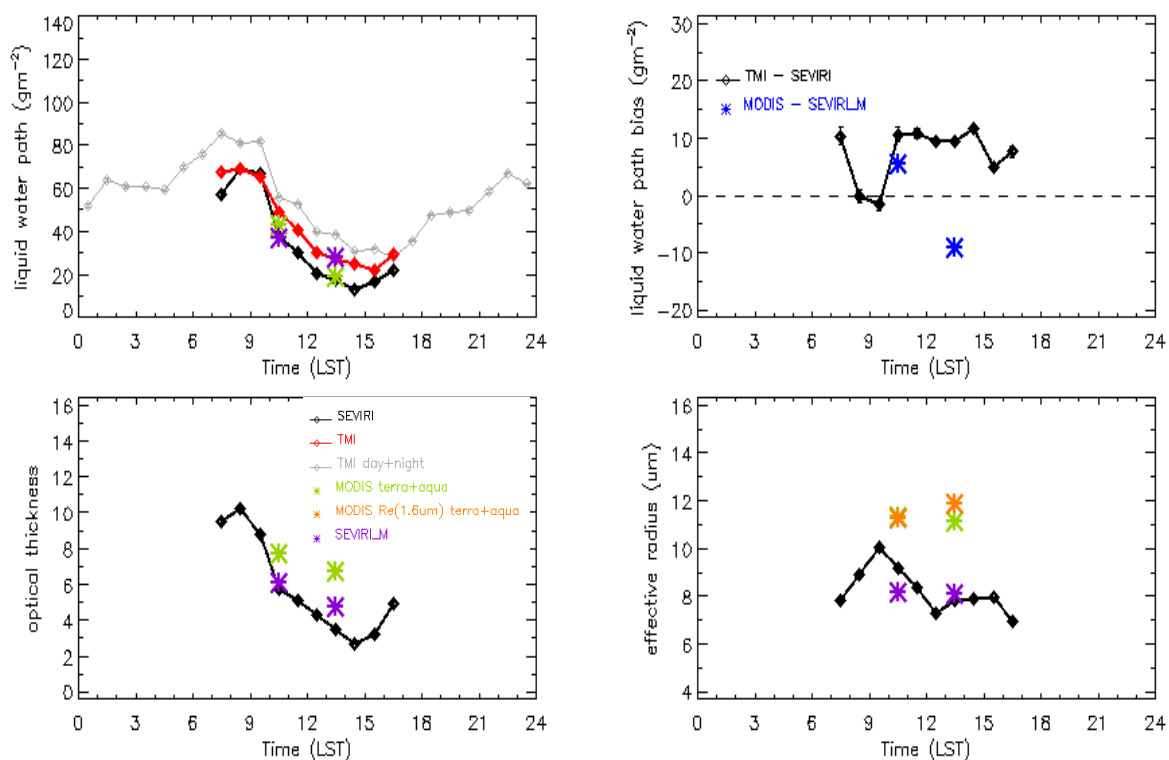 liquid water path (gm-2)
140
120
100
80
60
40
20
0
0 3 6 9 12 15 18 21 24
Time (LST)
liquid water path bias (gm-2)
30
20
10
0
-10
-20
TMI - SEVIRI
MODIS - SEVIRI_M
0 3 6 9 12 15 18 21 24
Time (LST)
optical thickness
16
14
12
10
8
6
4
2
0
SEVIRI
TMI
TMI day+night
MODIS terra+aqua
MODIS Re(1.6um) terra+aqua
SEVIRI_M
0 3 6 9 12 15 18 21 24
Time (LST)
effective radius (um)
16
14
12
10
8
6
4
0 3 6 9 12 15 18 21 24
Time (LST)